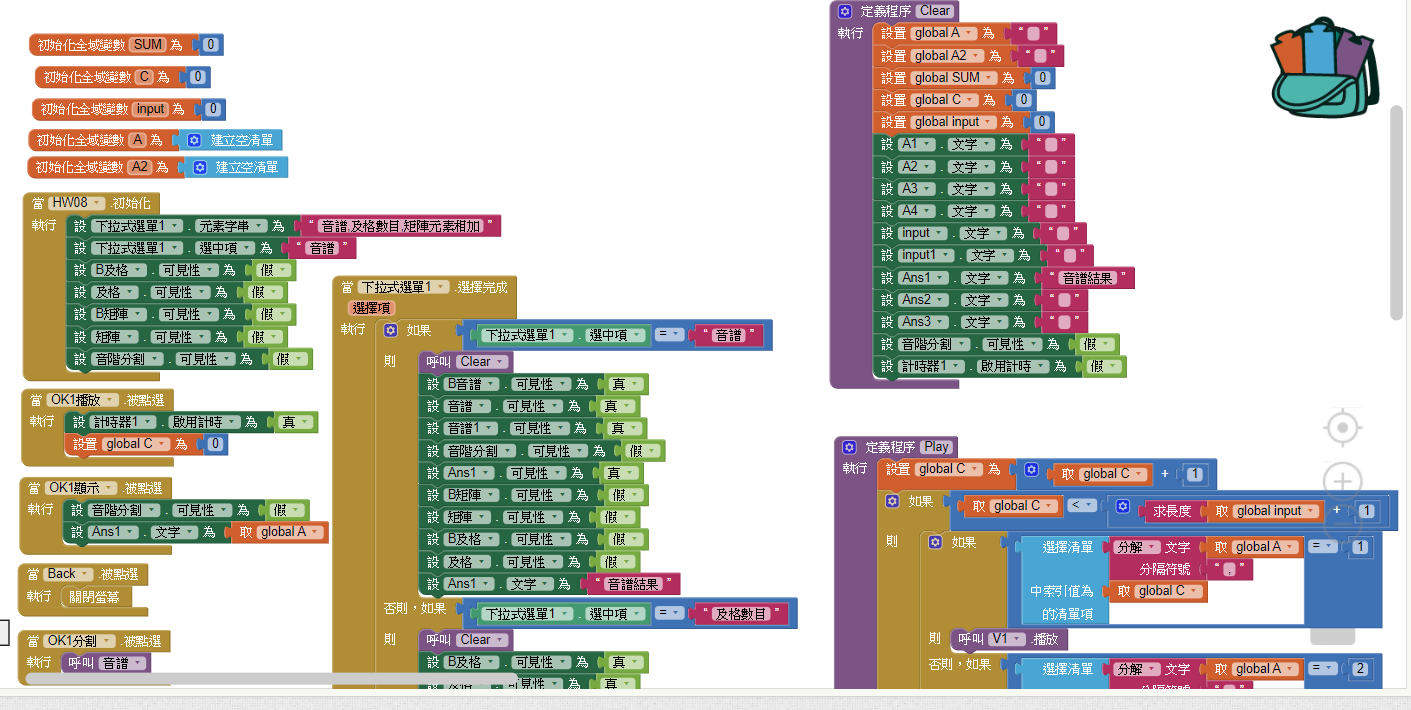 初始化全域變數 SUM 為 0
初始化全域變數 C 為 0
初始化全域變數 input 為 0
初始化全域變數 A 為 建立空清單
初始化全域變數 A2 為 建立空清單
當 HW08 .初始化
執行 設 下拉式選單1 . 元素字串 為 “ 音譜,及格數目,矩陣元素相加 ”
設 下拉式選單1 . 選中項 為 “ 音譜 ”
設 B及格 . 可見性 為 假
設 及格 . 可見性 為 假
設 B矩陣 . 可見性 為 假
設 矩陣 . 可見性 為 假
設 音階分割 . 可見性 為 假
當 OK1播放 .被點選
執行 設 計時器1 . 啟用計時 為 真
設置 global C 為 0
當 OK1顯示 .被點選
執行 設 音階分割 . 可見性 為 假
設 Ans1 . 文字 為 取 global A
當 Back .被點選
執行 關閉螢幕
當 OK1分割 .被點選
執行 呼叫 音譜
當 下拉式選單1 .選擇完成
選擇項
執行 如果 下拉式選單1 . 選中項 = “ 音譜 ”
則 呼叫 Clear
設 B音譜 . 可見性 為 真
設 音譜 . 可見性 為 真
設 音譜1 . 可見性 為 真
設 音階分割 . 可見性 為 假
設 Ans1 . 可見性 為 真
設 B矩陣 . 可見性 為 假
設 矩陣 . 可見性 為 假
設 B及格 . 可見性 為 假
設 及格 . 可見性 為 假
設 Ans1 . 文字 為 “ 音譜結果 ”
否則，如果 下拉式選單1 . 選中項 = “ 及格數目 ”
則 呼叫 Clear
設 B及格 . 可見性 為 真
設 及格 . 可見性 為 真
定義程序 Clear
執行 設置 global A 為 “ ”
設置 global A2 為 “ ”
設置 global SUM 為 0
設置 global C 為 0
設置 global input 為 0
設 A1 . 文字 為 “ ”
設 A2 . 文字 為 “ ”
設 A3 . 文字 為 “ ”
設 A4 . 文字 為 “ ”
設 input . 文字 為 “ ”
設 input1 . 文字 為 “ ”
設 Ans1 . 文字 為 “ 音譜結果 ”
設 Ans2 . 文字 為 “ ”
設 Ans3 . 文字 為 “ ”
設 音階分割 . 可見性 為 假
設 計時器1 . 啟用計時 為 假
定義程序 Play
執行 設置 global C 為 取 global C + 1
如果 取 global C < 求長度 取 global input + 1
則 如果 選擇清單 分解 文字 取 global A = 1
分隔符號 “ , ”
中索引值為 取 global C
的清單項
則 呼叫 V1 .播放
否則，如果 選擇清單 分解 文字 取 global A = 2
分隔符號